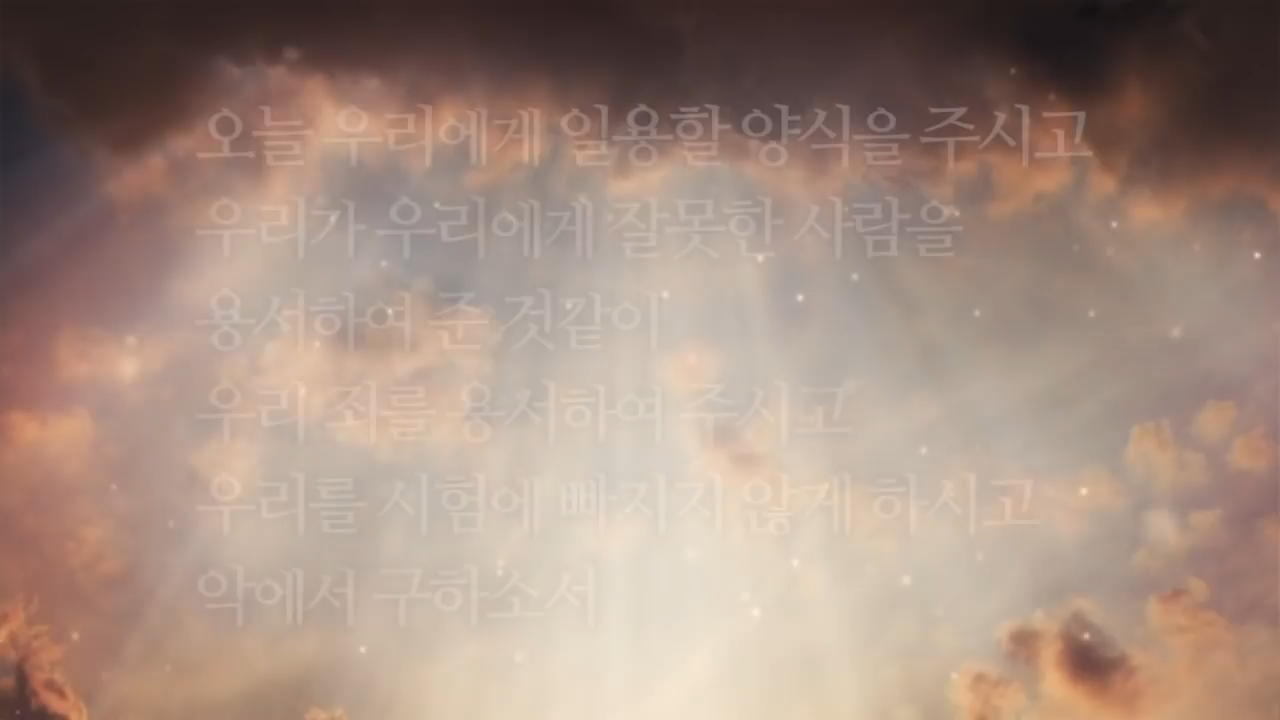 오늘 우리에게 일용할 양식을 주시고
우리가 우리에게 잘못한 사람을
용서하여 준 것같이
우리 죄를 용서하여 주시고
우리를 시험에 빠지지 않게 하시고
악에서 구하소서